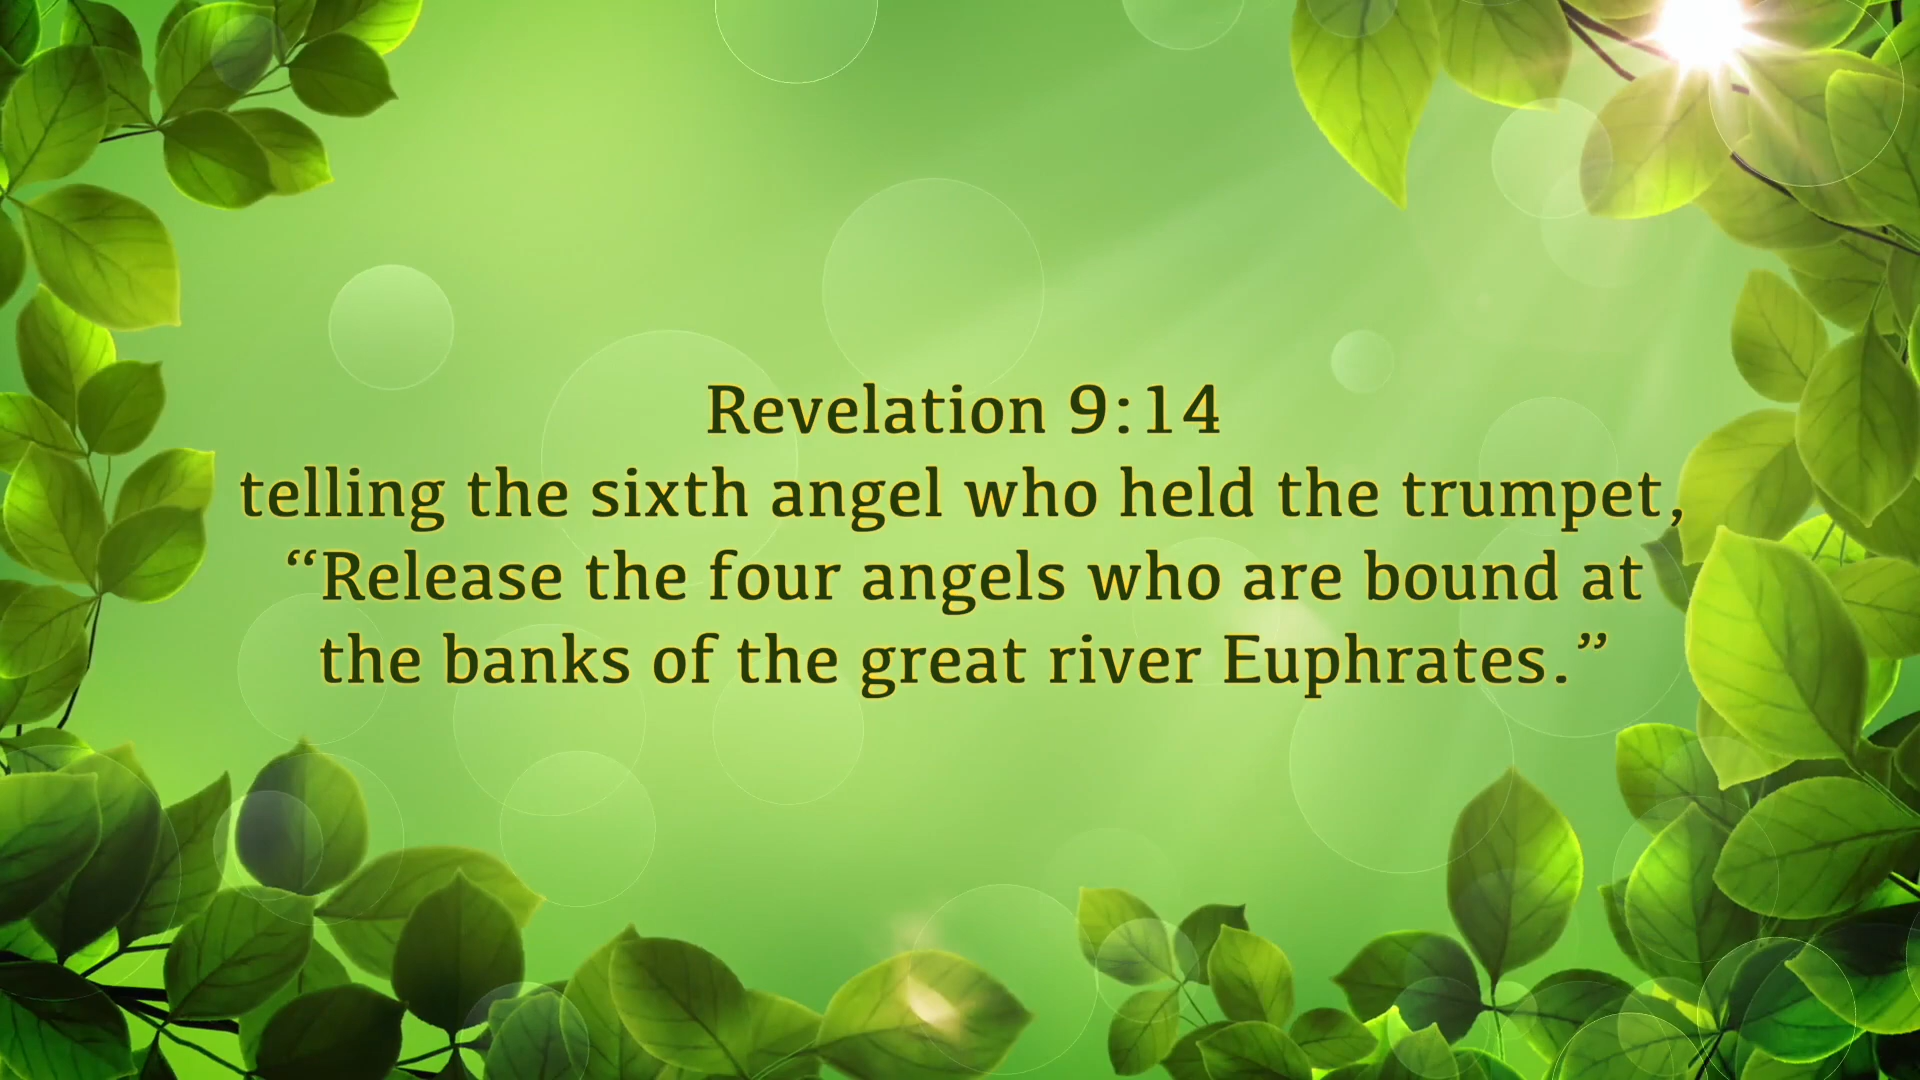 Revelation 9:14
telling the sixth angel who held the trumpet,
“Release the four angels who are bound at
the banks of the great river Euphrates.”